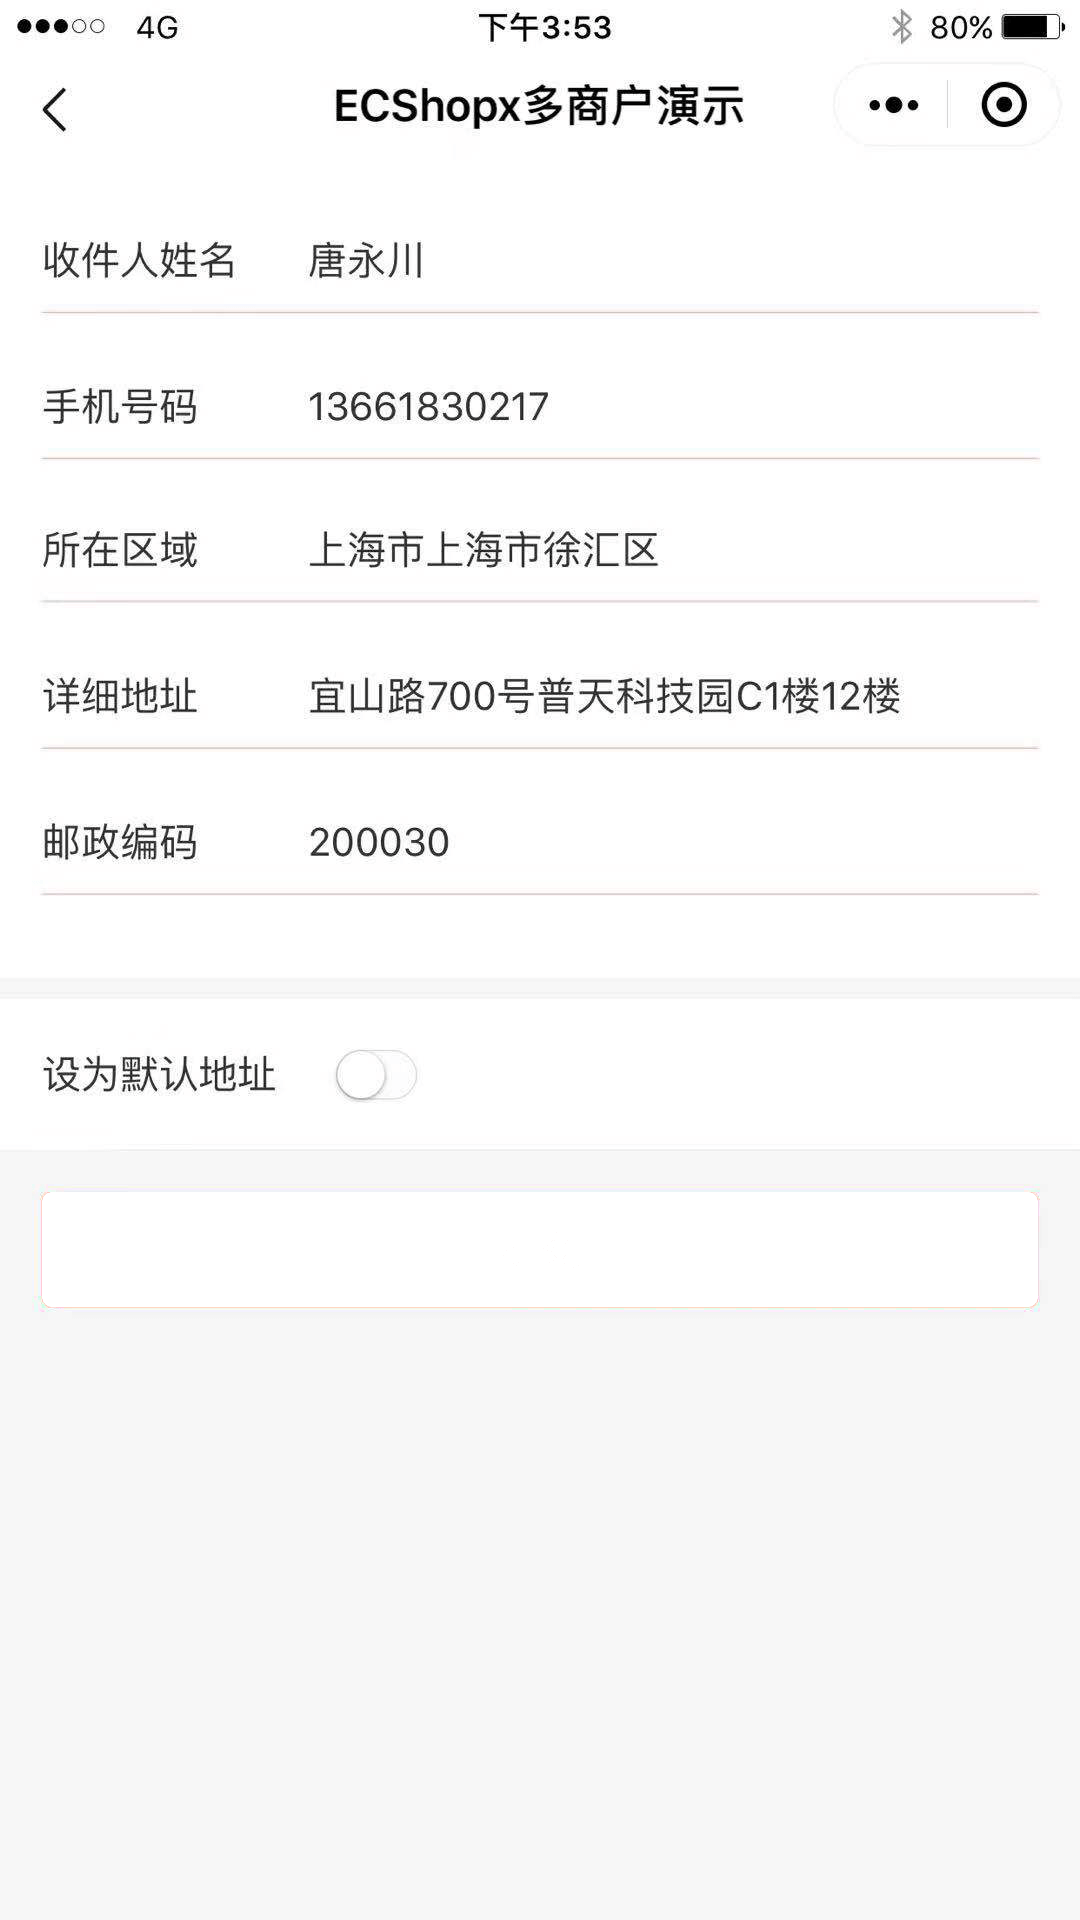 4G 下午3:53 80%
ECShopx多商户演示
收件人姓名 唐永川
手机号码 13661830217
所在区域 上海市上海市徐汇区
详细地址 宜山路700号普天科技园C1楼12楼
邮政编码 200030
设为默认地址